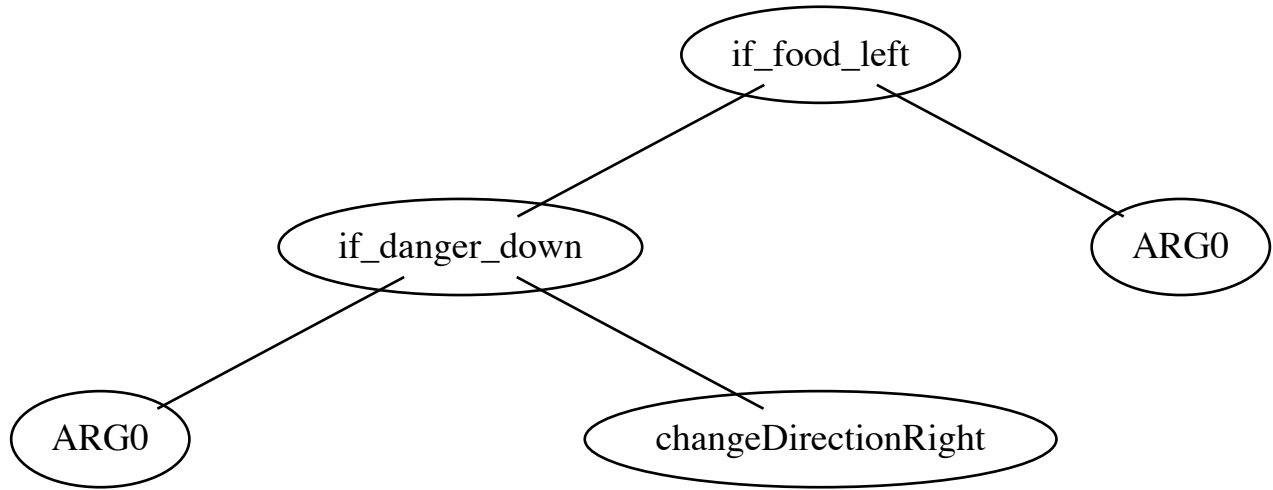 if_food_left
if_danger_down
ARG0
ARG0
changeDirectionRight